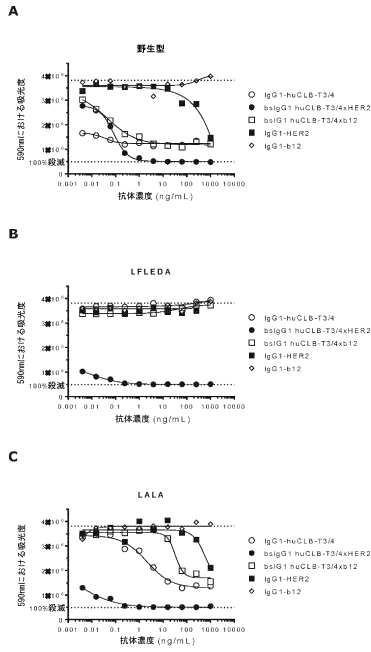 A
野生型
590nmにおける吸光度
4✖10⁰
3✖10⁰
2✖10⁰
1✖10⁰
100%殺滅
0
0.001 0.01 0.1 1 10 100 1000 10000
抗体濃度 (ng/mL)
IgG1-huCLB-T3/4
bsIgG1 huCLB-T3/4xHER2
bsIG1 huCLB-T3/4xb12
IgG1-HER2
IgG1-b12
B
LFLEDA
590nmにおける吸光度
4✖10⁰
3✖10⁰
2✖10⁰
1✖10⁰
100%殺滅
0
0.001 0.01 0.1 1 10 100 1000 10000
抗体濃度 (ng/mL)
IgG1-huCLB-T3/4
bsIgG1 huCLB-T3/4xHER2
bsIG1 huCLB-T3/4xb12
IgG1-HER2
IgG1-b12
C
LALA
590nmにおける吸光度
4✖10⁰
3✖10⁰
2✖10⁰
1✖10⁰
100%殺滅
0
0.001 0.01 0.1 1 10 100 1000 10000
抗体濃度 (ng/mL)
IgG1-huCLB-T3/4
bsIgG1 huCLB-T3/4xHER2
bsIG1 huCLB-T3/4xb12
IgG1-HER2
IgG1-b12